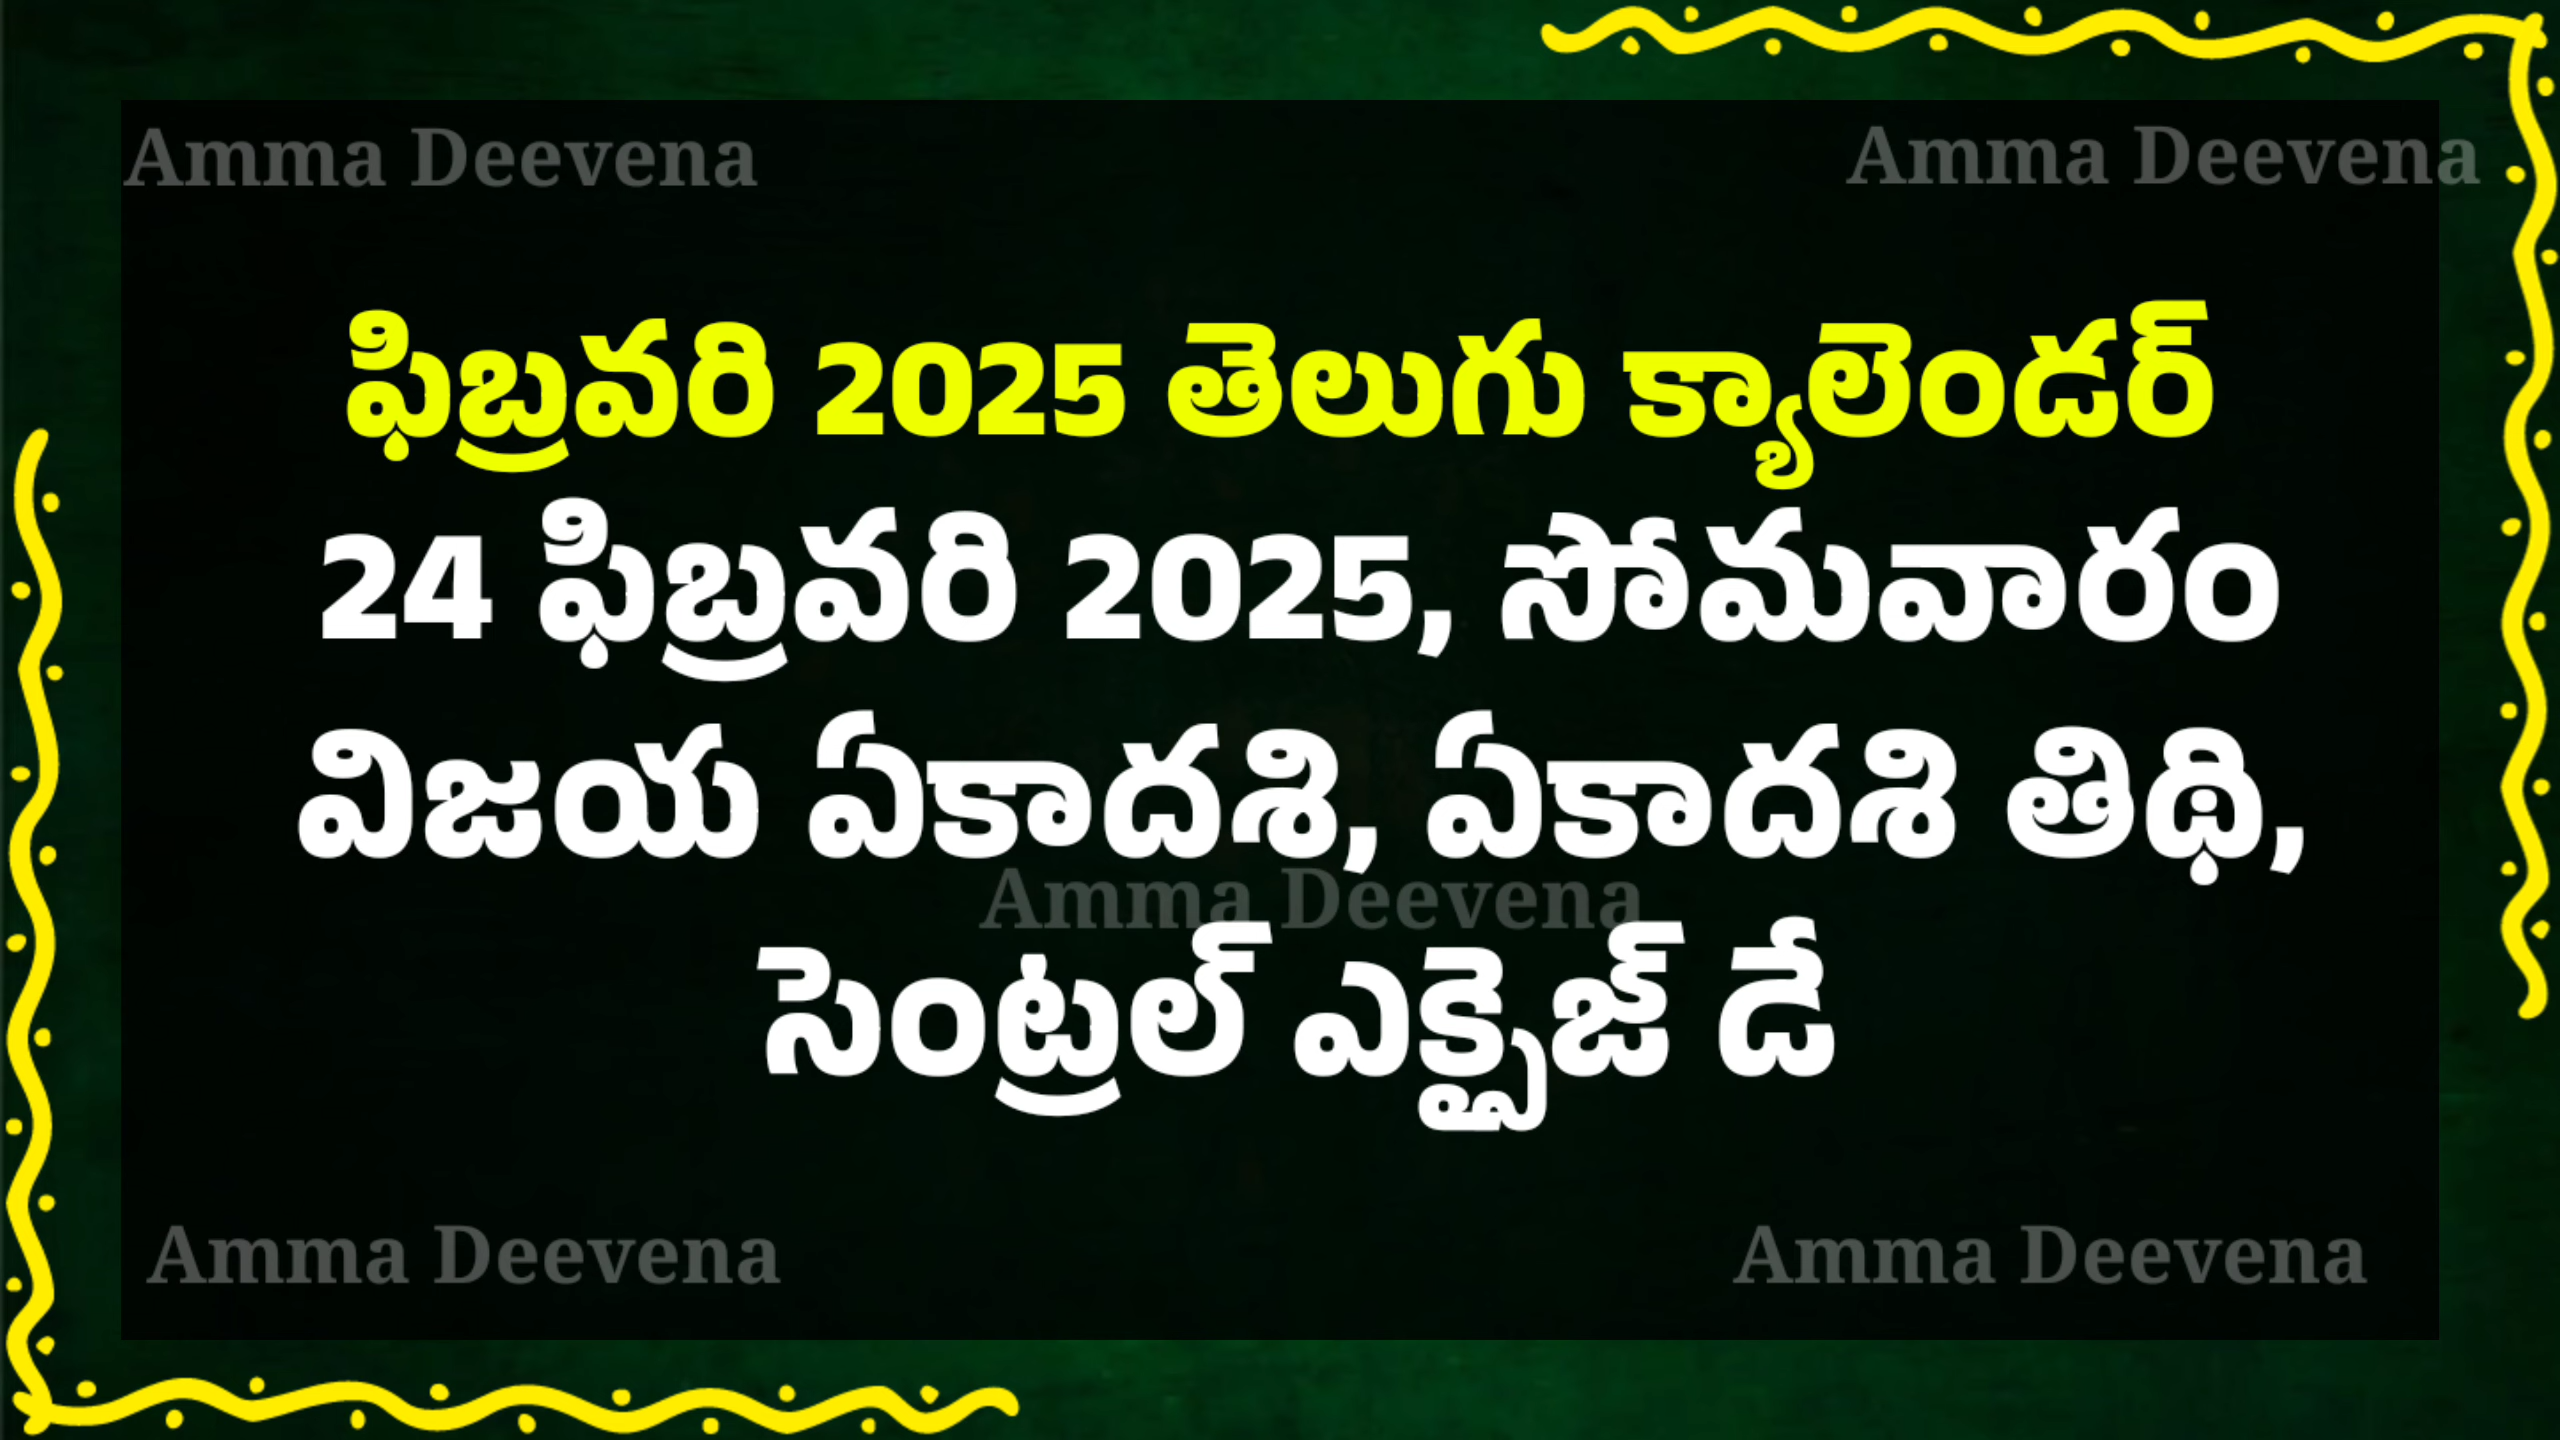 Amma Deevena Amma Deevena
ఫిబ్రవరి 2025 తెలుగు క్యాలెండర్
24 ఫిబ్రవరి 2025, సోమవారం
విజయ ఏకాదశి, ఏకాదశి తిథి,
Amma Deevena
సెంట్రల్ ఎక్సైజ్ డే
Amma Deevena Amma Deevena